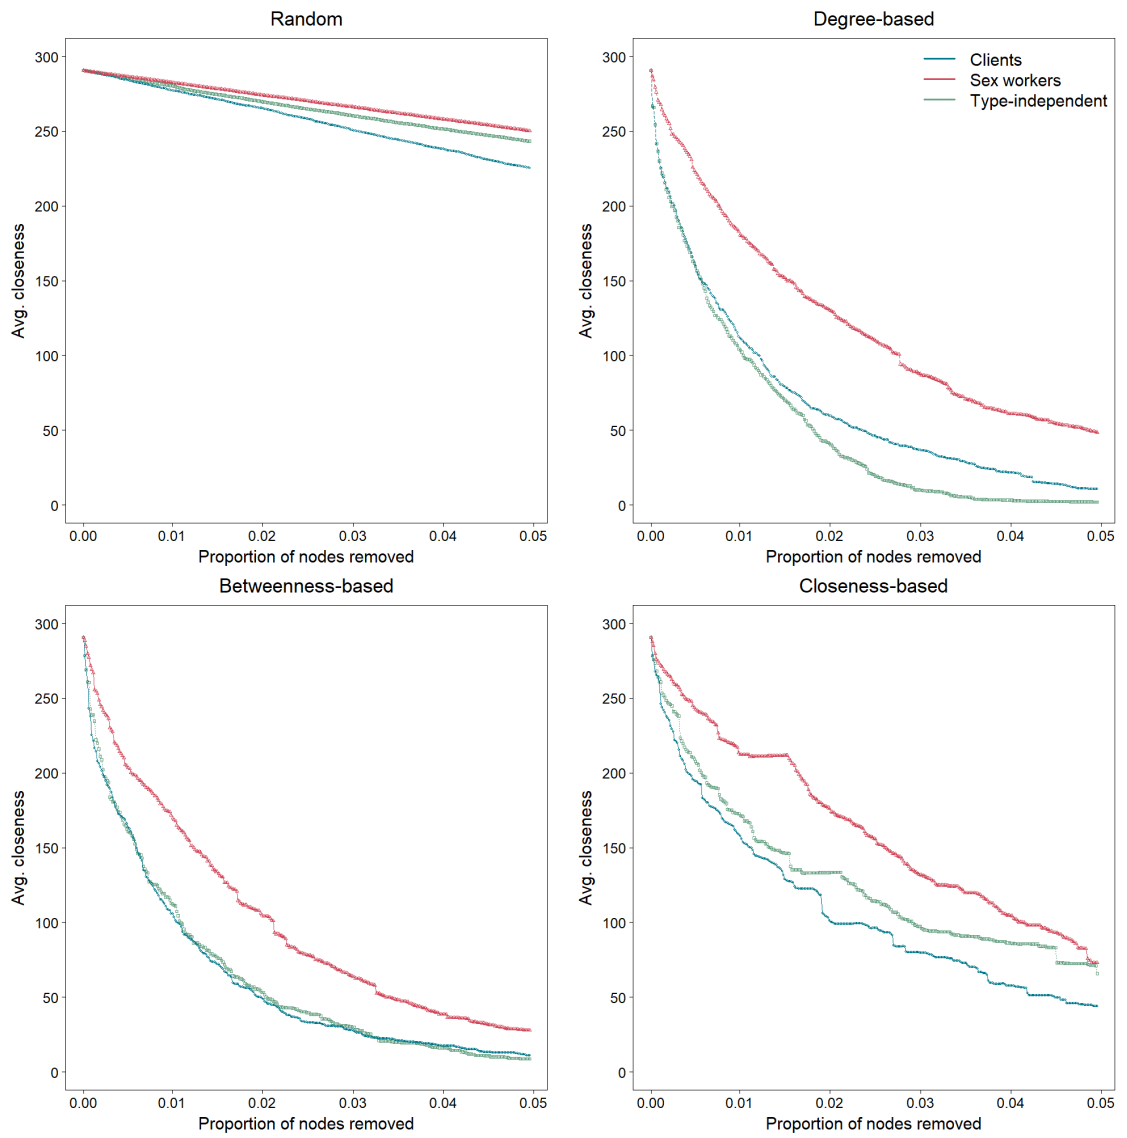 Random
300
250
200
150
100
50
0
Avg. closeness
0.00 0.01 0.02 0.03 0.04 0.05
Proportion of nodes removed
Degree-based
Clients
Sex workers
Type-independent
300
250
200
150
100
50
0
Avg. closeness
0.00 0.01 0.02 0.03 0.04 0.05
Proportion of nodes removed
Betweenness-based
300
250
200
150
100
50
0
Avg. closeness
0.00 0.01 0.02 0.03 0.04 0.05
Proportion of nodes removed
Closeness-based
300
250
200
150
100
50
0
Avg. closeness
0.00 0.01 0.02 0.03 0.04 0.05
Proportion of nodes removed